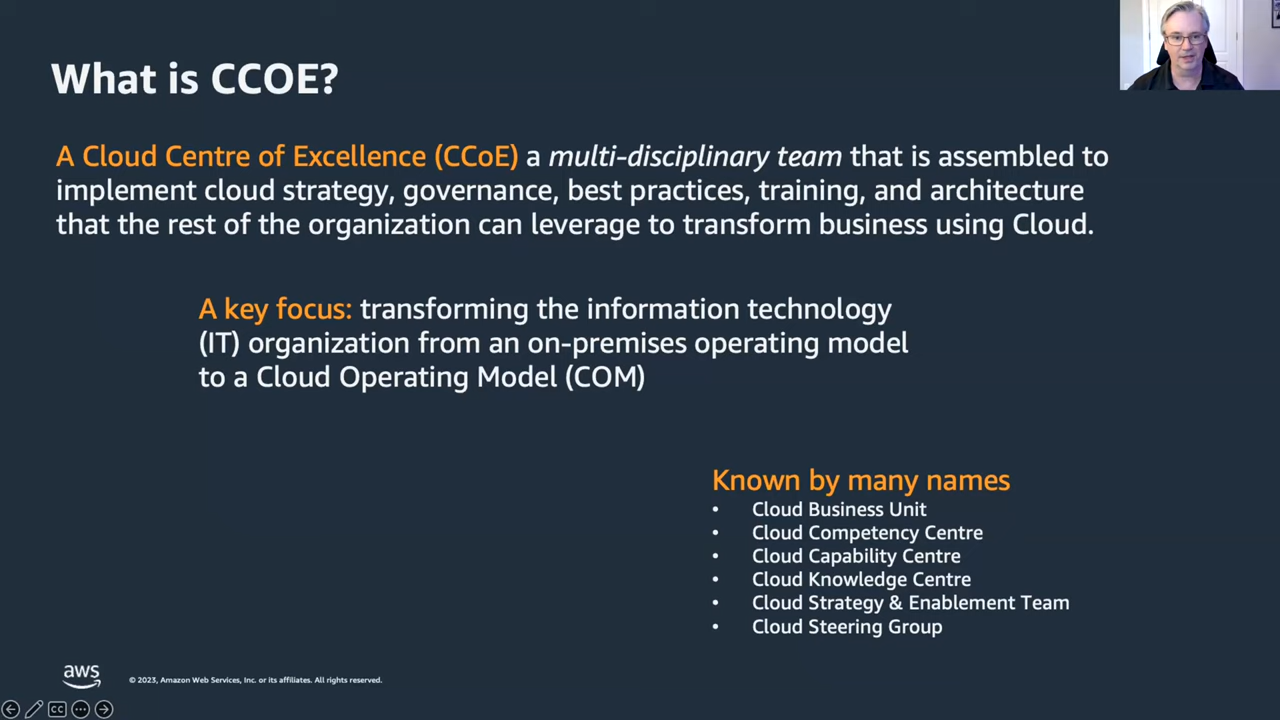 What is CCOE?
A Cloud Centre of Excellence (CCoE) a multi-disciplinary team that is assembled to
implement cloud strategy, governance, best practices, training, and architecture
that the rest of the organization can leverage to transform business using Cloud.
A key focus: transforming the information technology
(IT) organization from an on-premises operating model
to a Cloud Operating Model (COM)
Known by many names
• Cloud Business Unit
• Cloud Competency Centre
• Cloud Capability Centre
• Cloud Knowledge Centre
• Cloud Strategy & Enablement Team
• Cloud Steering Group
aws
© 2023, Amazon Web Services, Inc. or its affiliates. All rights reserved.
CC